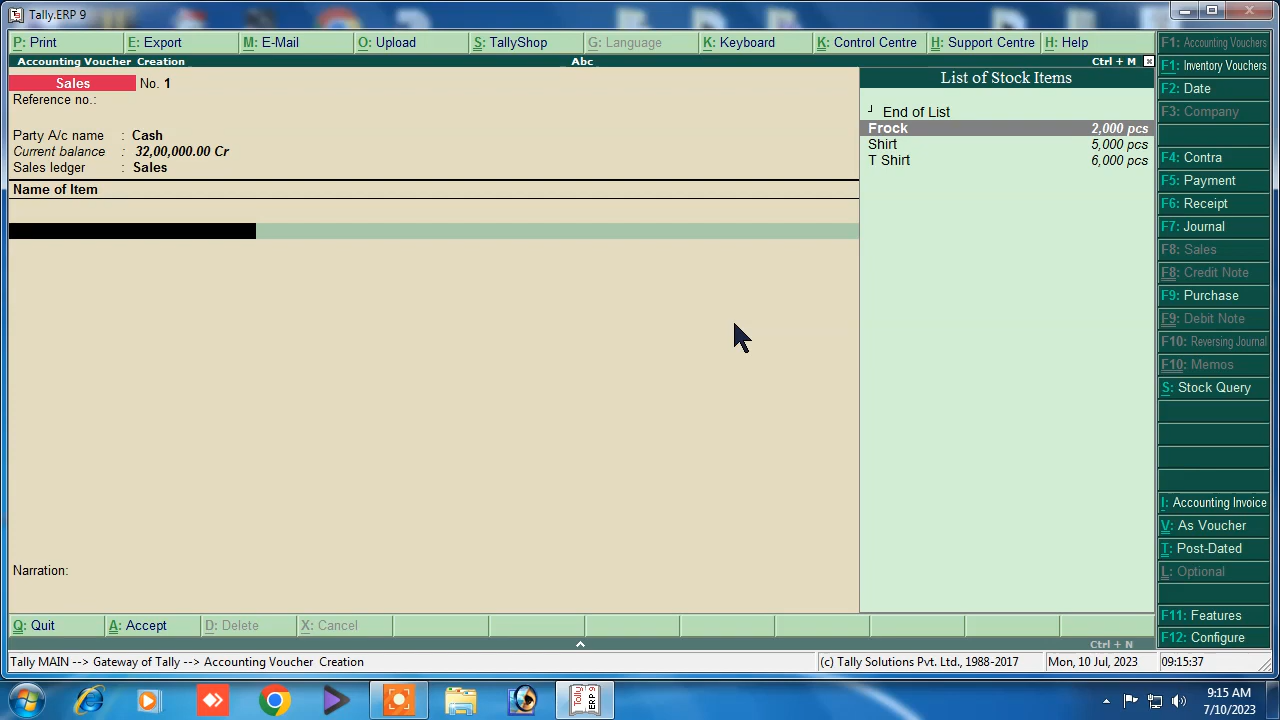 Tally.ERP 9
P: Print E: Export M: E-Mail O: Upload S: TallyShop G: Language K: Keyboard K: Control Centre H: Support Centre H: Help
Accounting Voucher Creation Abc Ctrl + M
Sales No. 1
Reference no.:
Party A/c name : Cash
Current balance : 32,00,000.00 Cr
Sales ledger : Sales
Name of Item
Narration:
List of Stock Items
End of List
Frock 2,000 pcs
Shirt 5,000 pcs
T Shirt 6,000 pcs
F1: Accounting Vouchers
F1: Inventory Vouchers
F2: Date
F3: Company
F4: Contra
F5: Payment
F6: Receipt
F7: Journal
F8: Sales
F8: Credit Note
F9: Purchase
F9: Debit Note
F10: Reversing Journal
F10: Memos
S: Stock Query
I: Accounting Invoice
V: As Voucher
T: Post-Dated
L: Optional
F11: Features
F12: Configure
Q: Quit A: Accept D: Delete X: Cancel
Ctrl + N
Tally MAIN --> Gateway of Tally --> Accounting Voucher Creation (c) Tally Solutions Pvt. Ltd., 1988-2017 Mon, 10 Jul, 2023 09:15:37
Tally ERP 9
9:15 AM
7/10/2023